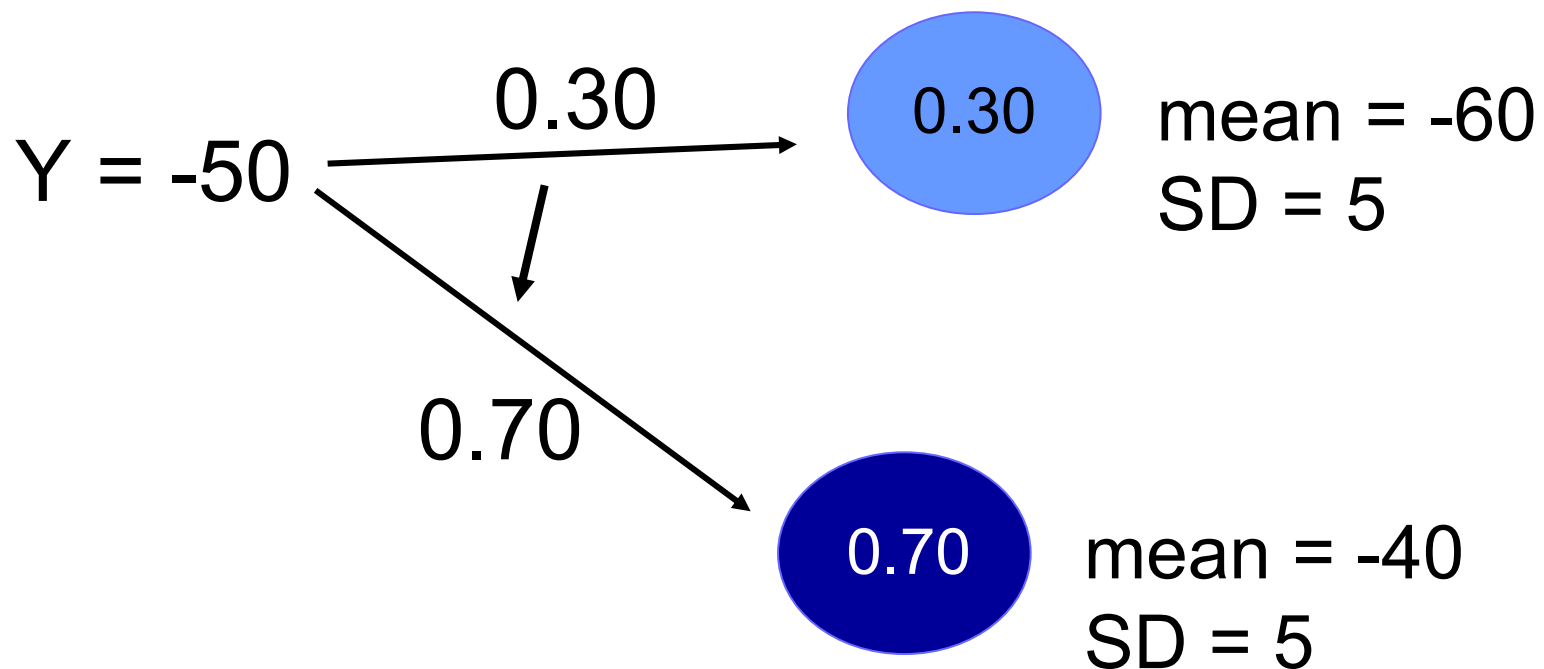 0.30
Y = -50
0.30
mean = -60
SD = 5
0.70
0.70
mean = -40
SD = 5